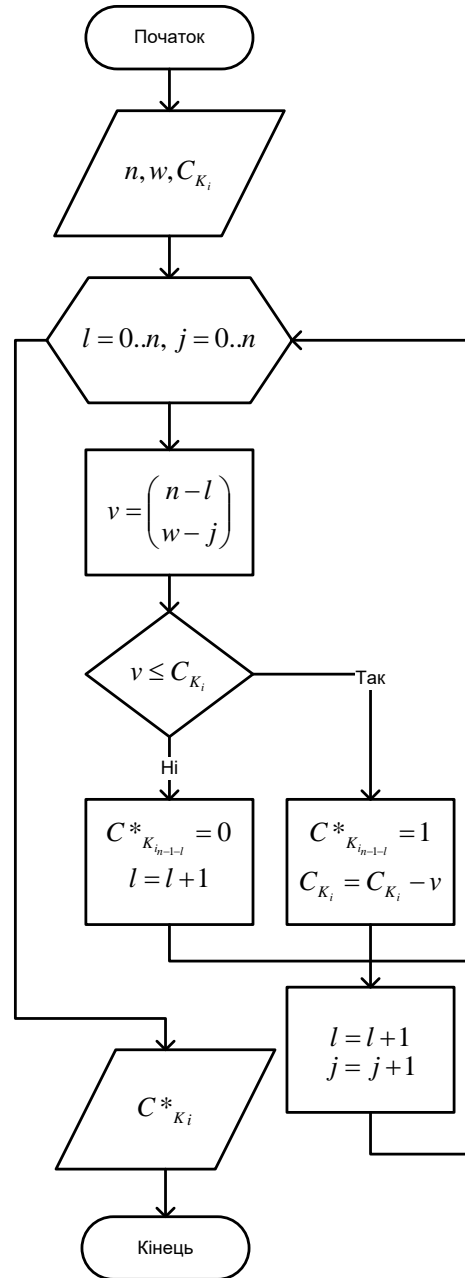 Початок
n, w, C_{K_i}
l = 0..n, j = 0..n
v = \binom{n-l}{w-j}
v ≤ C_{K_i}
Так
Ні
C*_{K_{i_{n-1-l}}} = 0
l = l+1
C*_{K_{i_{n-1-l}}} = 1
C_{K_i} = C_{K_i} − v
l = l+1
j = j+1
C*_{K_i}
Кінець